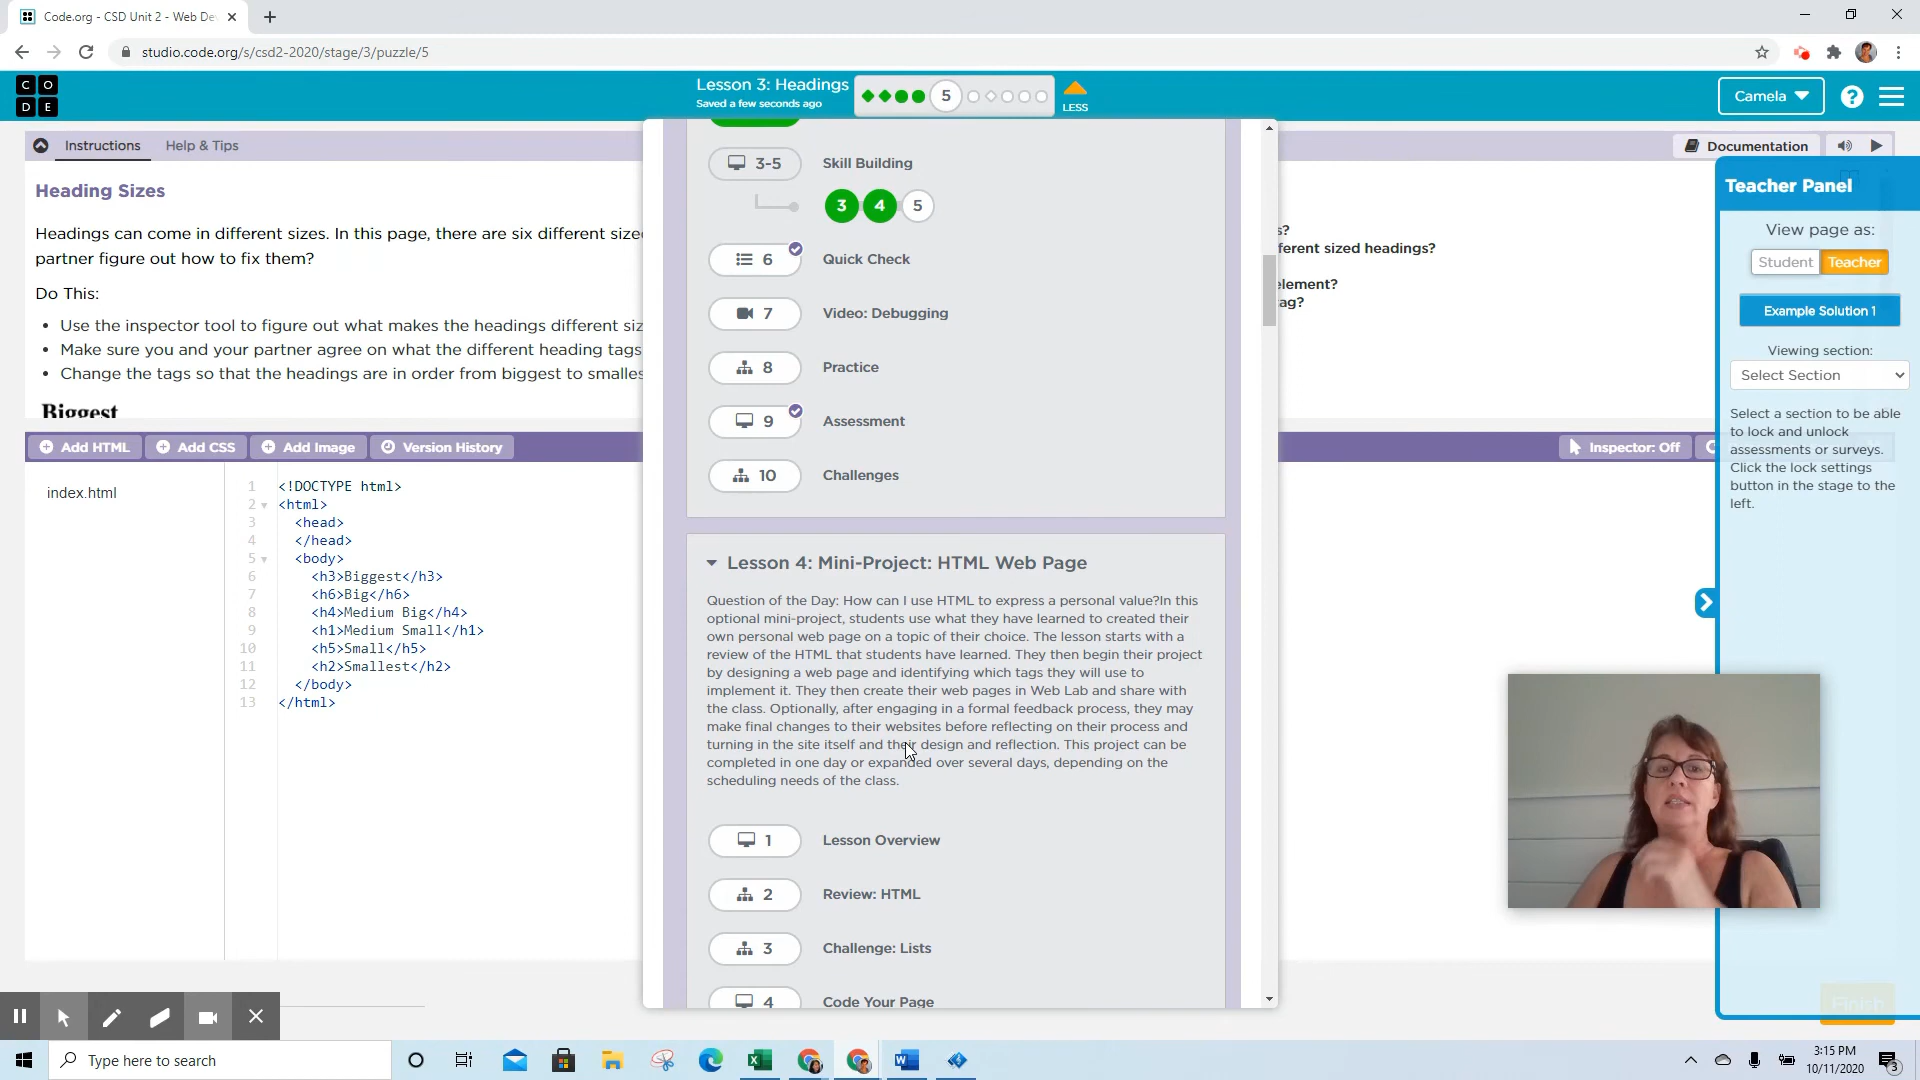 Code.org - CSD Unit 2 - Web De
studio.code.org/s/csd2-2020/stage/3/puzzle/5
C O
D E
Lesson 3: Headings
Saved a few seconds ago
5
LESS
Camela
?
Instructions
Help & Tips
Documentation
Heading Sizes
Headings can come in different sizes. In this page, there are six different size
partner figure out how to fix them?
Do This:
• Use the inspector tool to figure out what makes the headings different siz
• Make sure you and your partner agree on what the different heading tags
• Change the tags so that the headings are in order from biggest to smalles
Biggest
s?
ferent sized headings?
element?
ag?
3-5 Skill Building
3 4 5
6 Quick Check
7 Video: Debugging
8 Practice
9 Assessment
10 Challenges
Lesson 4: Mini-Project: HTML Web Page
Question of the Day: How can I use HTML to express a personal value?In this
optional mini-project, students use what they have learned to created their
own personal web page on a topic of their choice. The lesson starts with a
review of the HTML that students have learned. They then begin their project
by designing a web page and identifying which tags they will use to
implement it. They then create their web pages in Web Lab and share with
the class. Optionally, after engaging in a formal feedback process, they may
make final changes to their websites before reflecting on their process and
turning in the site itself and their design and reflection. This project can be
completed in one day or expanded over several days, depending on the
scheduling needs of the class.
1 Lesson Overview
2 Review: HTML
3 Challenge: Lists
4 Code Your Page
Teacher Panel
View page as:
Student Teacher
Example Solution 1
Viewing section:
Select Section
Select a section to be able
to lock and unlock
assessments or surveys.
Click the lock settings
button in the stage to the
left.
Add HTML
Add CSS
Add Image
Version History
Inspector: Off
index.html
1 <!DOCTYPE html>
2 <html>
3 <head>
4 </head>
5 <body>
6 <h3>Biggest</h3>
7 <h6>Big</h6>
8 <h4>Medium Big</h4>
9 <h1>Medium Small</h1>
10 <h5>Small</h5>
11 <h2>Smallest</h2>
12 </body>
13 </html>
Finish
Type here to search
3:15 PM
10/11/2020
3